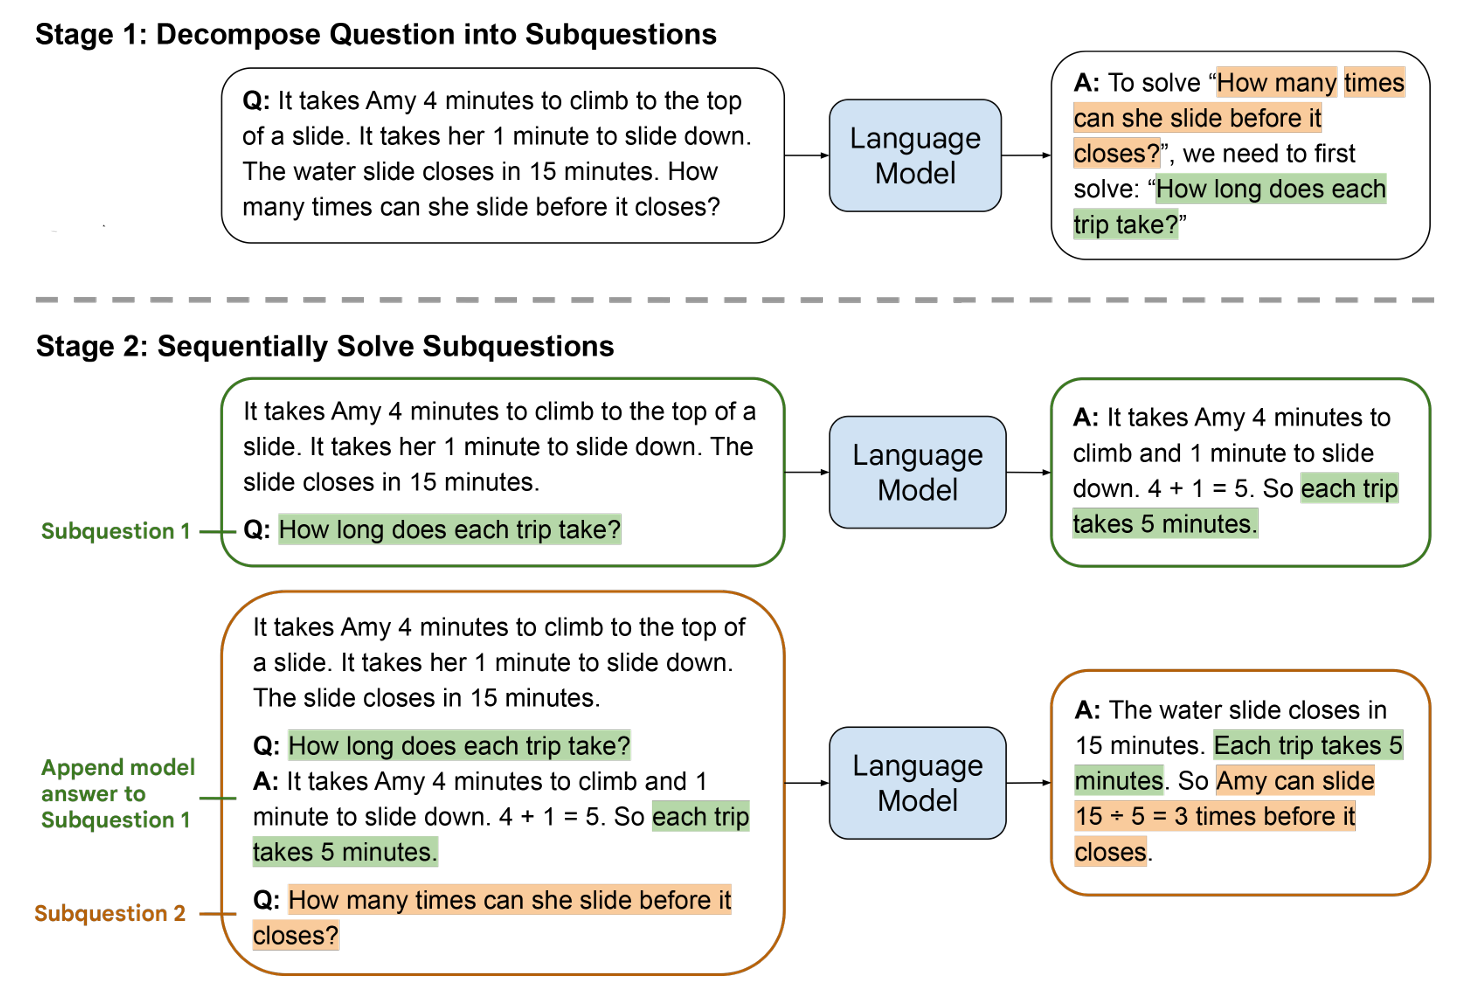 Stage 1: Decompose Question into Subquestions
Q: It takes Amy 4 minutes to climb to the top
of a slide. It takes her 1 minute to slide down.
The water slide closes in 15 minutes. How
many times can she slide before it closes?
Language
Model
A: To solve “How many times
can she slide before it
closes?”, we need to first
solve: “How long does each
trip take?”
Stage 2: Sequentially Solve Subquestions
It takes Amy 4 minutes to climb to the top of a
slide. It takes her 1 minute to slide down. The
slide closes in 15 minutes.
Subquestion 1
Q: How long does each trip take?
Language
Model
A: It takes Amy 4 minutes to
climb and 1 minute to slide
down. 4 + 1 = 5. So each trip
takes 5 minutes.
It takes Amy 4 minutes to climb to the top of
a slide. It takes her 1 minute to slide down.
The slide closes in 15 minutes.
Append model
answer to
Subquestion 1
Q: How long does each trip take?
A: It takes Amy 4 minutes to climb and 1
minute to slide down. 4 + 1 = 5. So each trip
takes 5 minutes.
Subquestion 2
Q: How many times can she slide before it
closes?
Language
Model
A: The water slide closes in
15 minutes. Each trip takes 5
minutes. So Amy can slide
15 ÷ 5 = 3 times before it
closes.